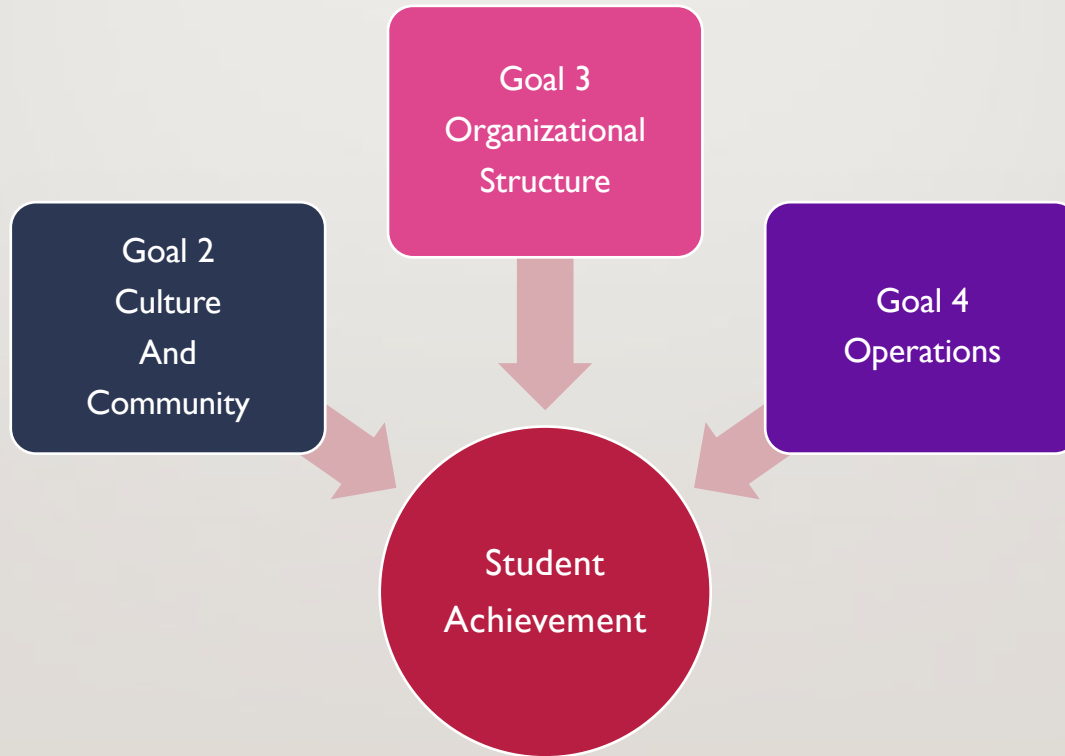 Goal 3
Organizational
Structure
Goal 2
Culture
And
Community
Goal 4
Operations
Student
Achievement